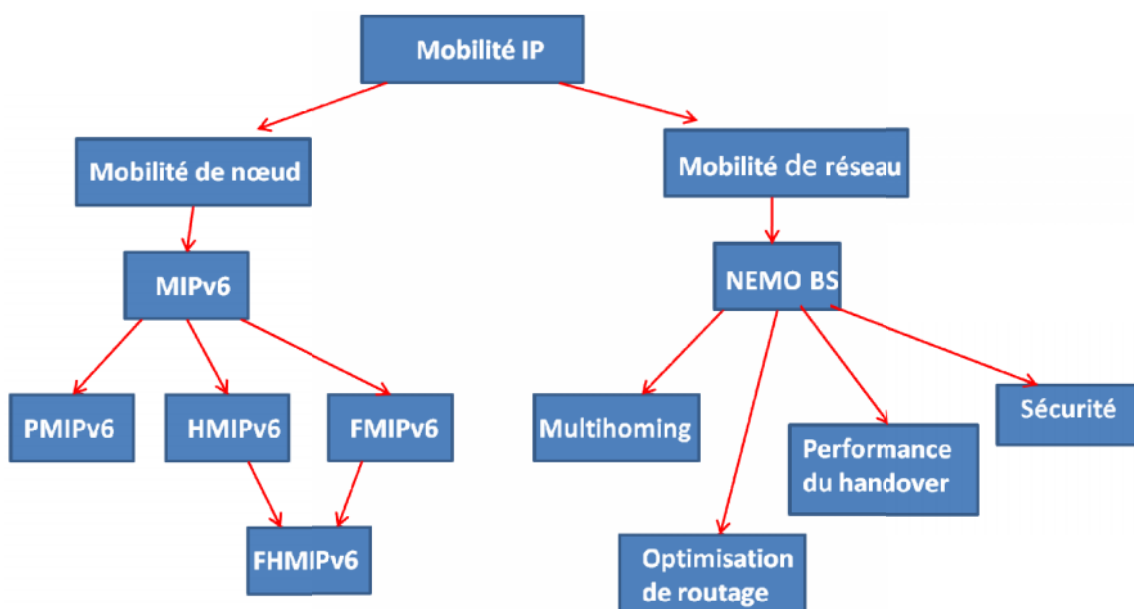 Mobilité IP
Mobilité de nœud
Mobilité de réseau
MIPv6
NEMO BS
PMIPv6
HMIPv6
FMIPv6
Multihoming
Performance
du handover
Sécurité
FHMIPv6
Optimisation
de routage